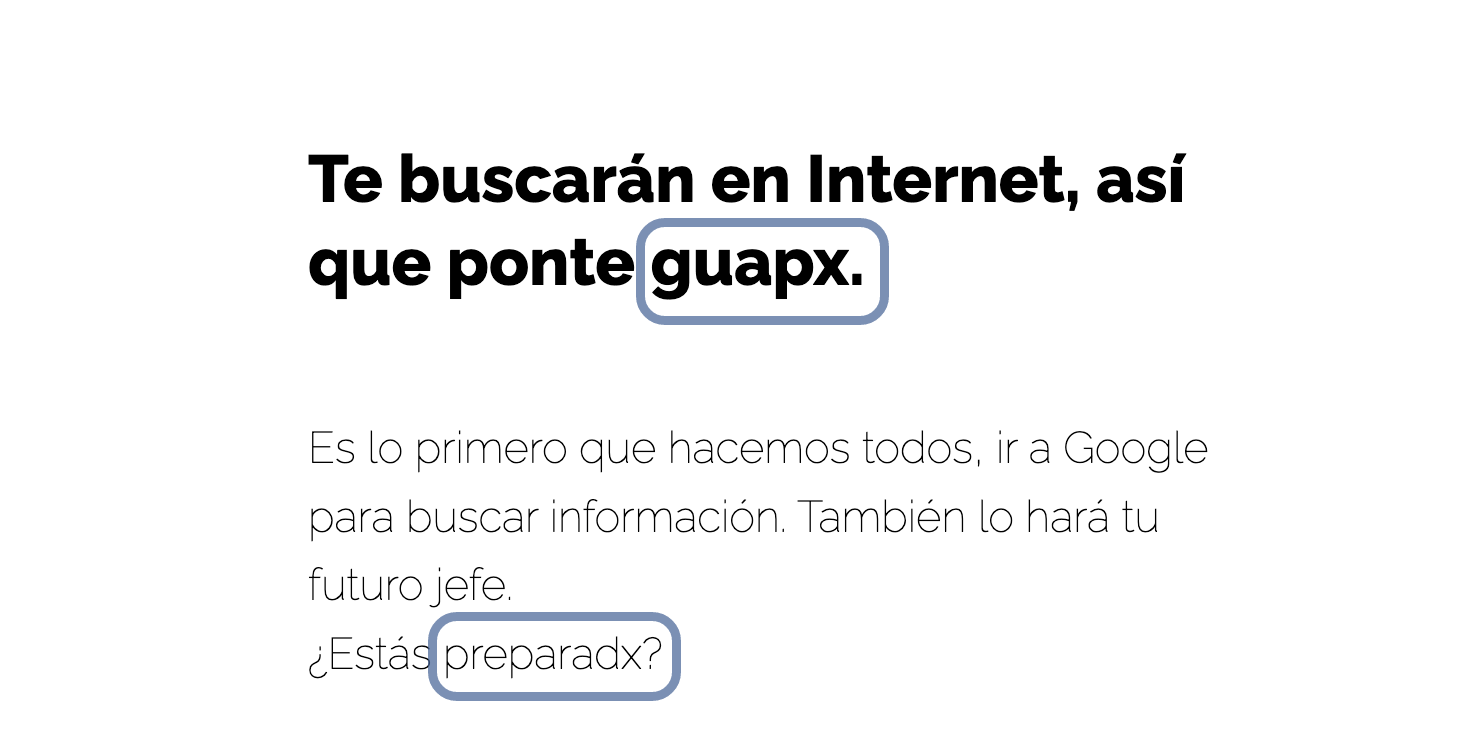 Te buscarán en Internet, así
que ponte guapx.
Es lo primero que hacemos todos, ir a Google
para buscar información. También lo hará tu
futuro jefe.
¿Estás preparadx?